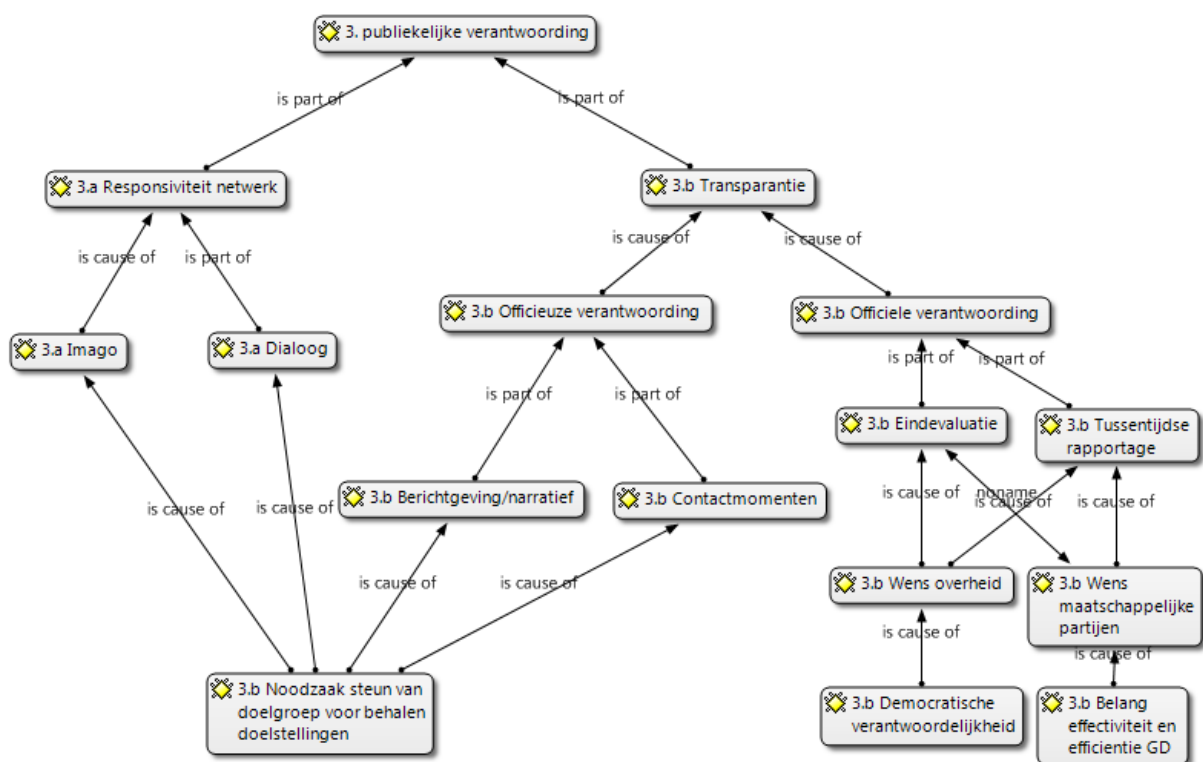 3. publiekelijke verantwoording
is part of
is part of
3.a Responsiviteit netwerk
3.b Transparantie
is cause of
is part of
is cause of
is cause of
3.b Officieuze verantwoording
3.b Officiele verantwoording
3.a Imago
3.a Dialoog
is part of
is part of
is part of
is part of
3.b Eindevaluatie
3.b Tussentijdse
rapportage
3.b Berichtgeving/narratief
3.b Contactmomenten
is cause of
is cause of
is cause of
noname
is cause of
is cause of
is cause of
is cause of
3.b Wens overheid
3.b Wens
maatschappelijke
partijen
is cause of
is cause of
3.b Noodzaak steun van
doelgroep voor behalen
doelstellingen
3.b Democratische
verantwoordelijkheid
3.b Belang
effectiviteit en
efficientie GD